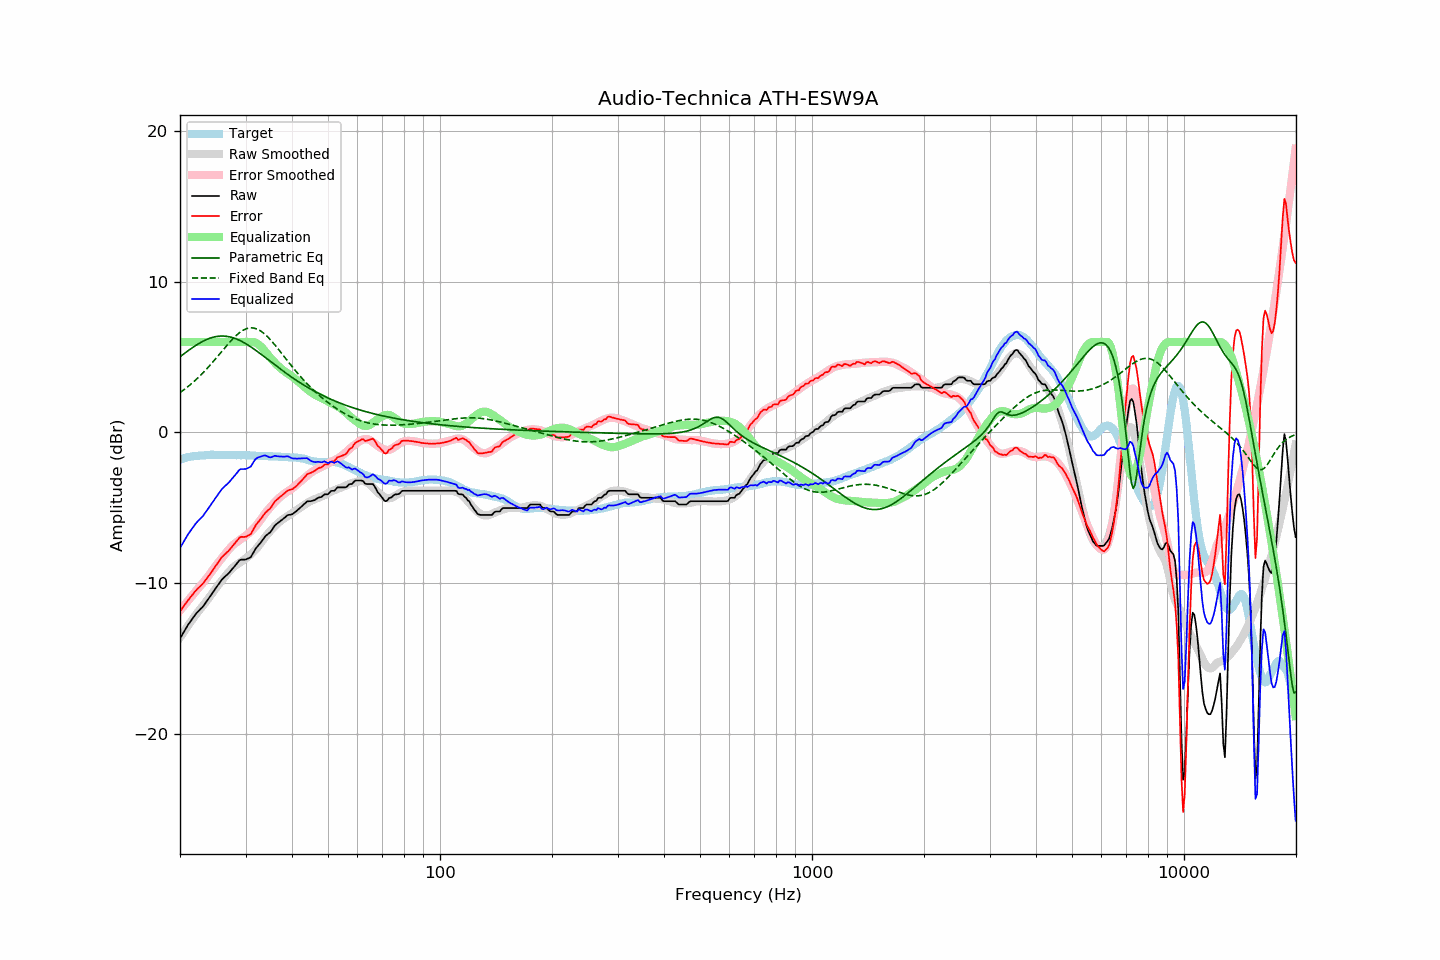 Audio-Technica ATH-ESW9A
20
10
0
−10
−20
Amplitude (dBr)
Target
Raw Smoothed
Error Smoothed
Raw
Error
Equalization
Parametric Eq
Fixed Band Eq
Equalized
100
1000
10000
Frequency (Hz)